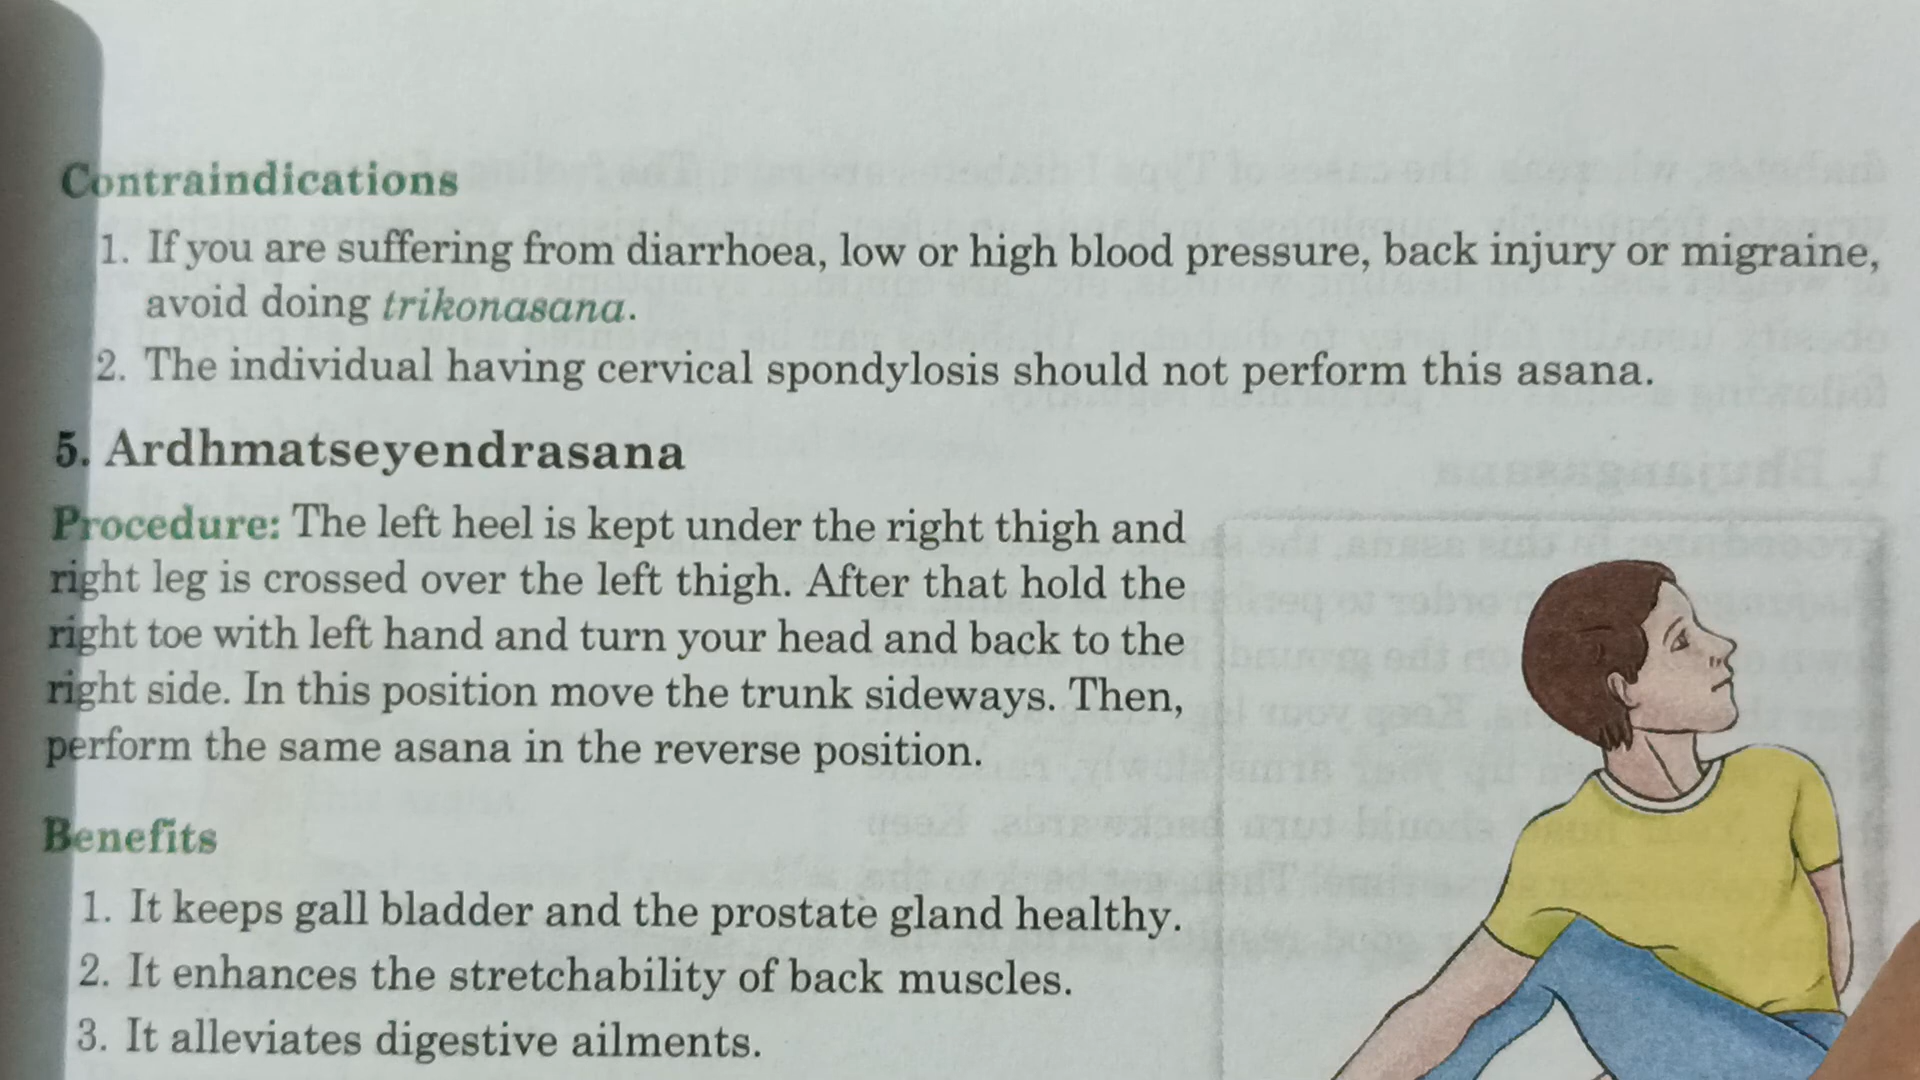 Contraindications
1. If you are suffering from diarrhoea, low or high blood pressure, back injury or migraine,
avoid doing trikonasana.
2. The individual having cervical spondylosis should not perform this asana.
5. Ardhmatseyendrasana
Procedure: The left heel is kept under the right thigh and
right leg is crossed over the left thigh. After that hold the
right toe with left hand and turn your head and back to the
right side. In this position move the trunk sideways. Then,
perform the same asana in the reverse position.
Benefits
1. It keeps gall bladder and the prostate gland healthy.
2. It enhances the stretchability of back muscles.
3. It alleviates digestive ailments.